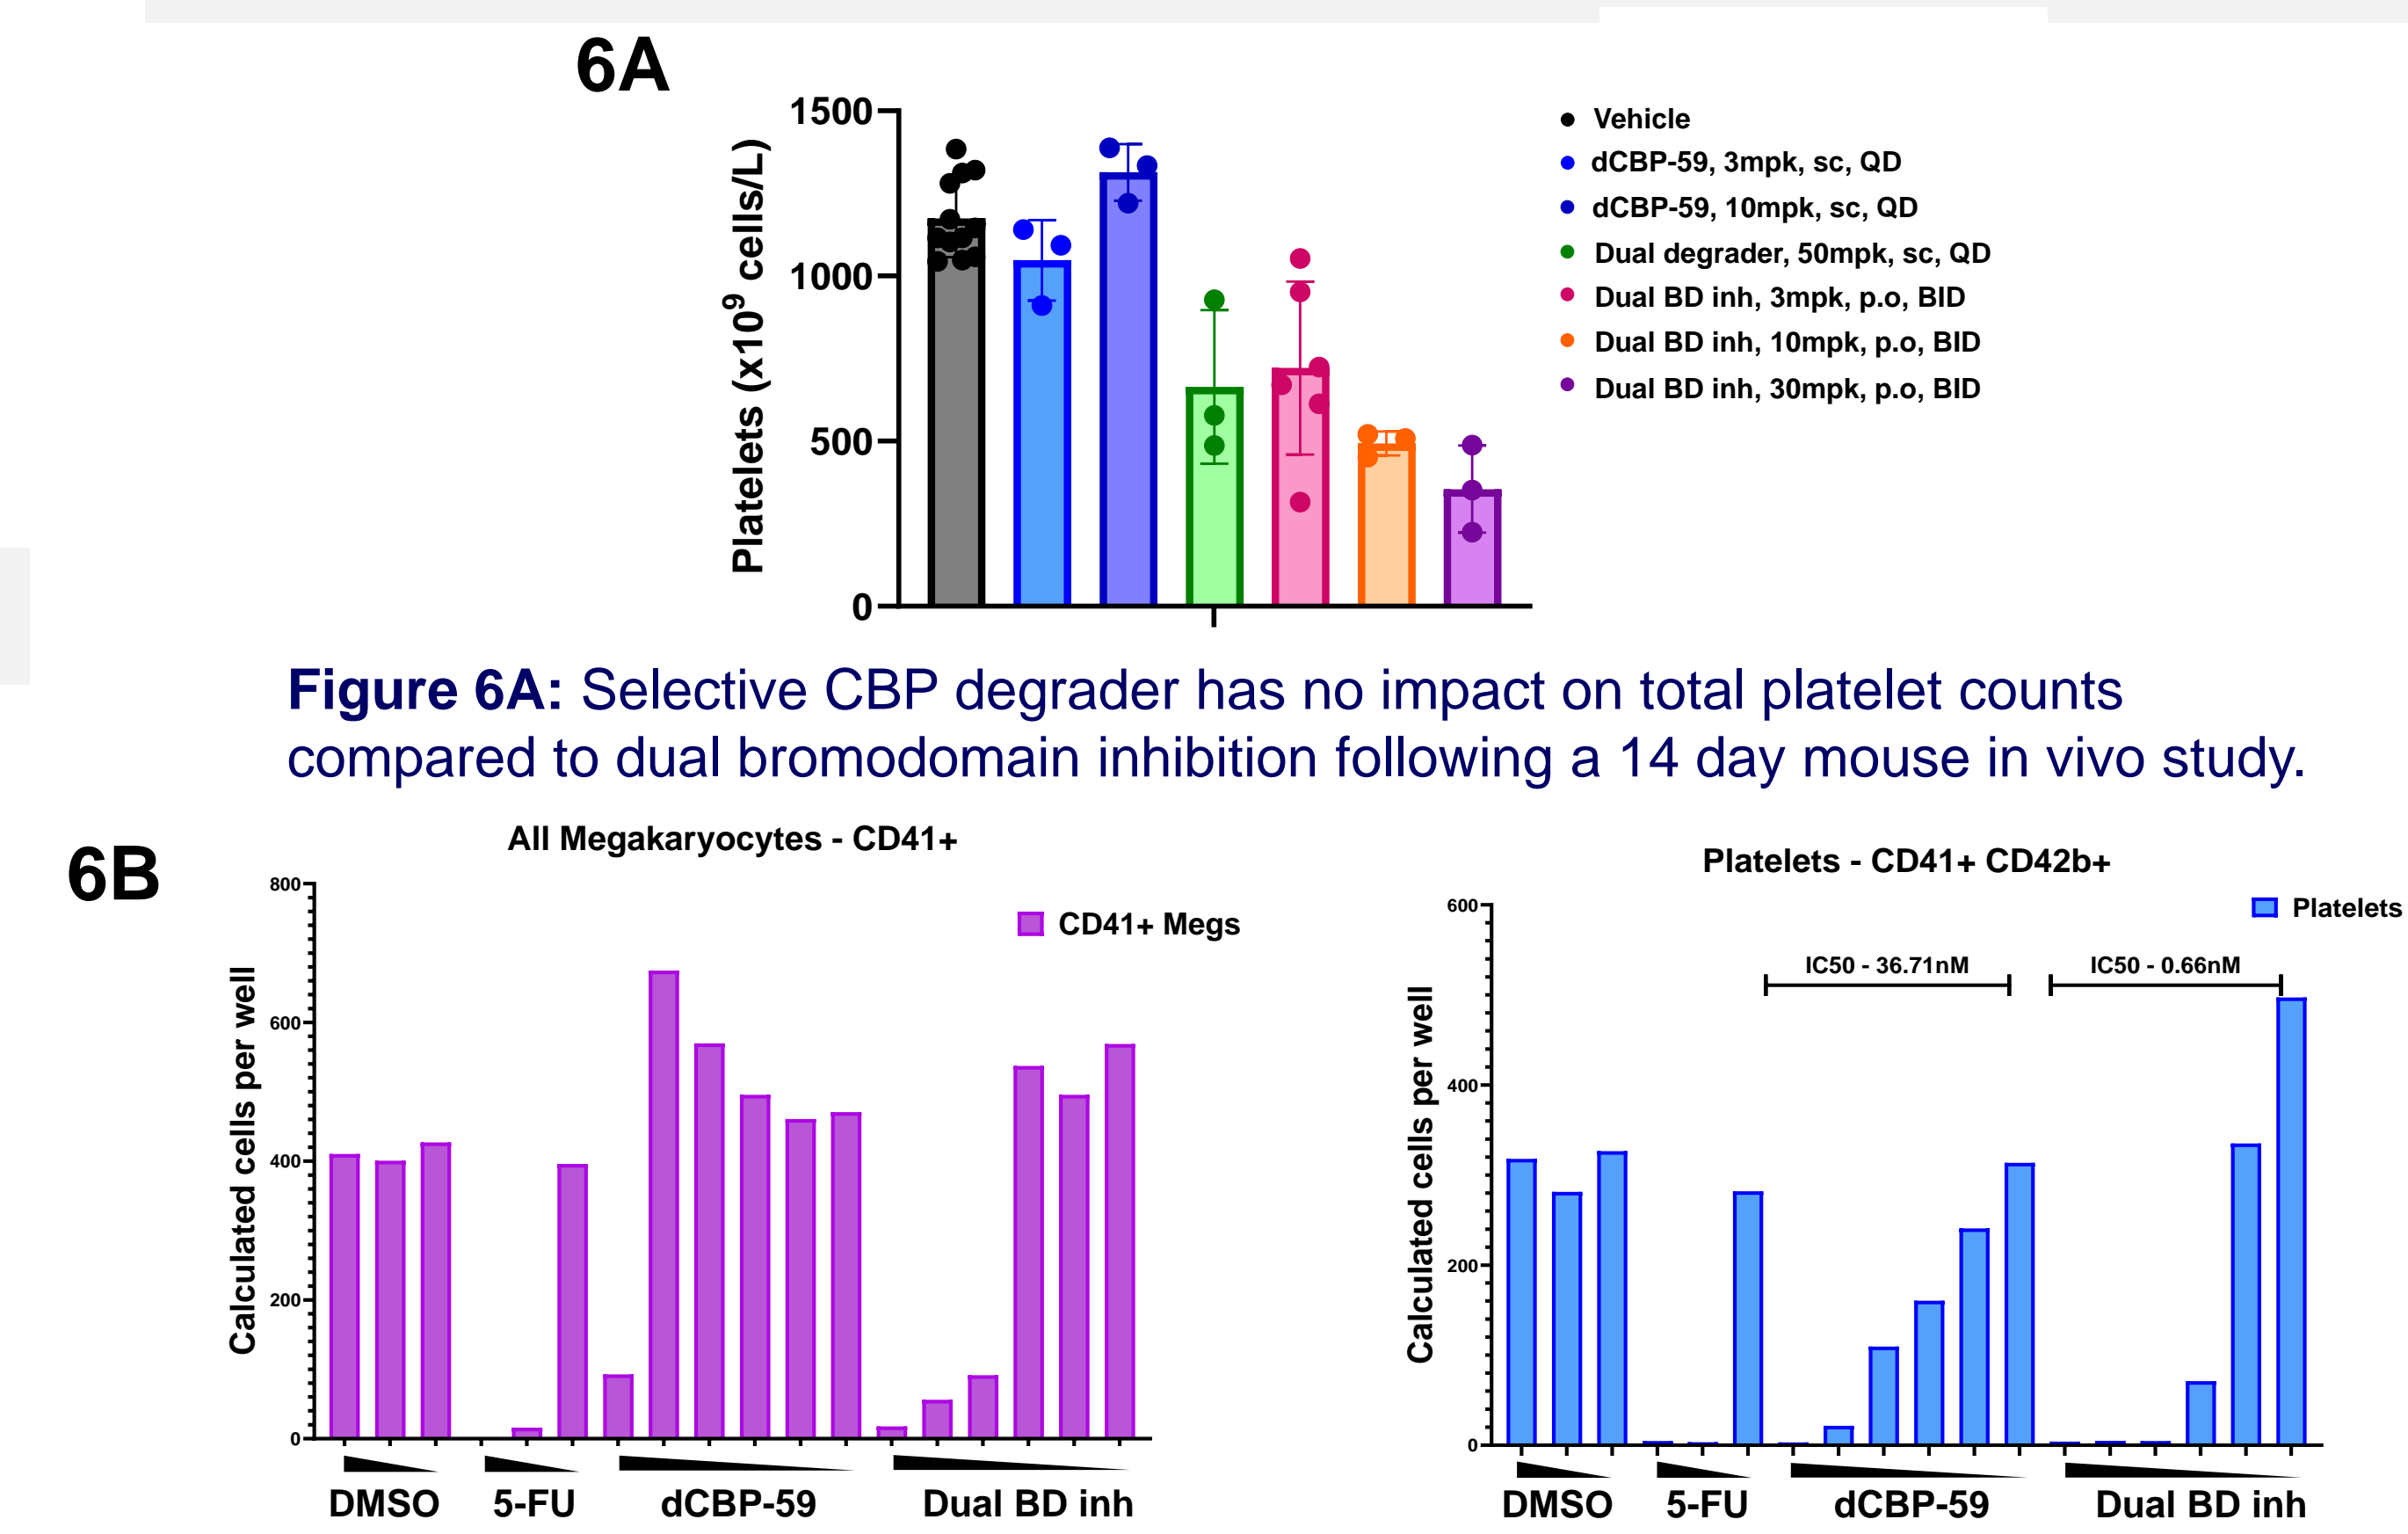 6A
1500
1000
500
0
Platelets (x10⁹ cells/L)
Vehicle
dCBP-59, 3mpk, sc, QD
dCBP-59, 10mpk, sc, QD
Dual degrader, 50mpk, sc, QD
Dual BD inh, 3mpk, p.o, BID
Dual BD inh, 10mpk, p.o, BID
Dual BD inh, 30mpk, p.o, BID
Figure 6A: Selective CBP degrader has no impact on total platelet counts
compared to dual bromodomain inhibition following a 14 day mouse in vivo study.
6B
All Megakaryocytes - CD41+
CD41+ Megs
800
600
400
200
0
Calculated cells per well
DMSO 5-FU dCBP-59 Dual BD inh
Platelets - CD41+ CD42b+
Platelets
IC50 - 36.71nM IC50 - 0.66nM
600
400
200
0
Calculated cells per well
DMSO 5-FU dCBP-59 Dual BD inh